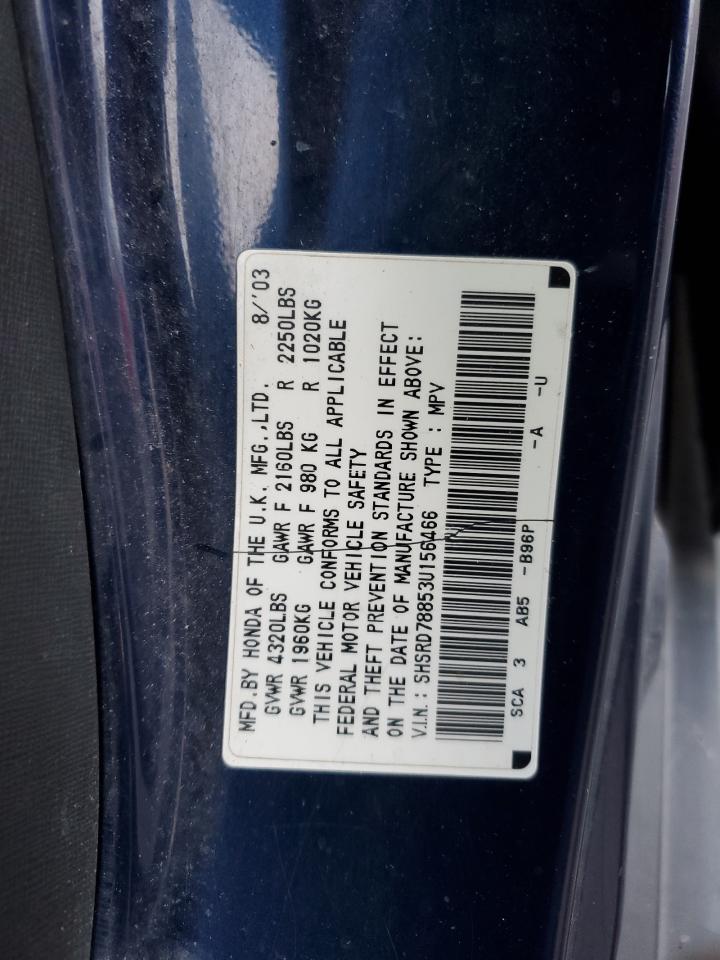 MFD.BY HONDA OF THE U.K. MFG.,LTD. 8/'03
GVWR 4320LBS GAWR F 2160LBS R 2250LBS
GVWR 1960KG GAWR F 980 KG R 1020KG
THIS VEHICLE CONFORMS TO ALL APPLICABLE
FEDERAL MOTOR VEHICLE SAFETY
AND THEFT PREVENTION STANDARDS IN EFFECT
ON THE DATE OF MANUFACTURE SHOWN ABOVE:
V.I.N.: SHSRD78853U156466 TYPE : MPV
SCA 3 AB5 -B96P -A -U